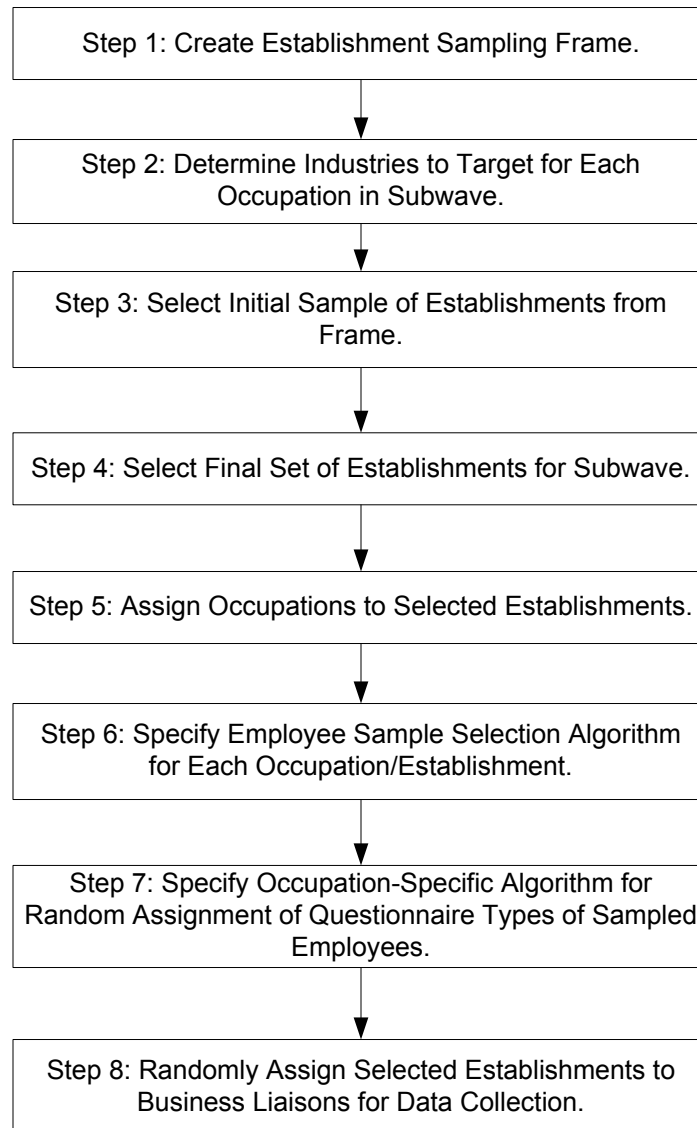 Step 1: Create Establishment Sampling Frame.
Step 2: Determine Industries to Target for Each
Occupation in Subwave.
Step 3: Select Initial Sample of Establishments from
Frame.
Step 4: Select Final Set of Establishments for Subwave.
Step 5: Assign Occupations to Selected Establishments.
Step 6: Specify Employee Sample Selection Algorithm
for Each Occupation/Establishment.
Step 7: Specify Occupation-Specific Algorithm for
Random Assignment of Questionnaire Types of Sampled
Employees.
Step 8: Randomly Assign Selected Establishments to
Business Liaisons for Data Collection.